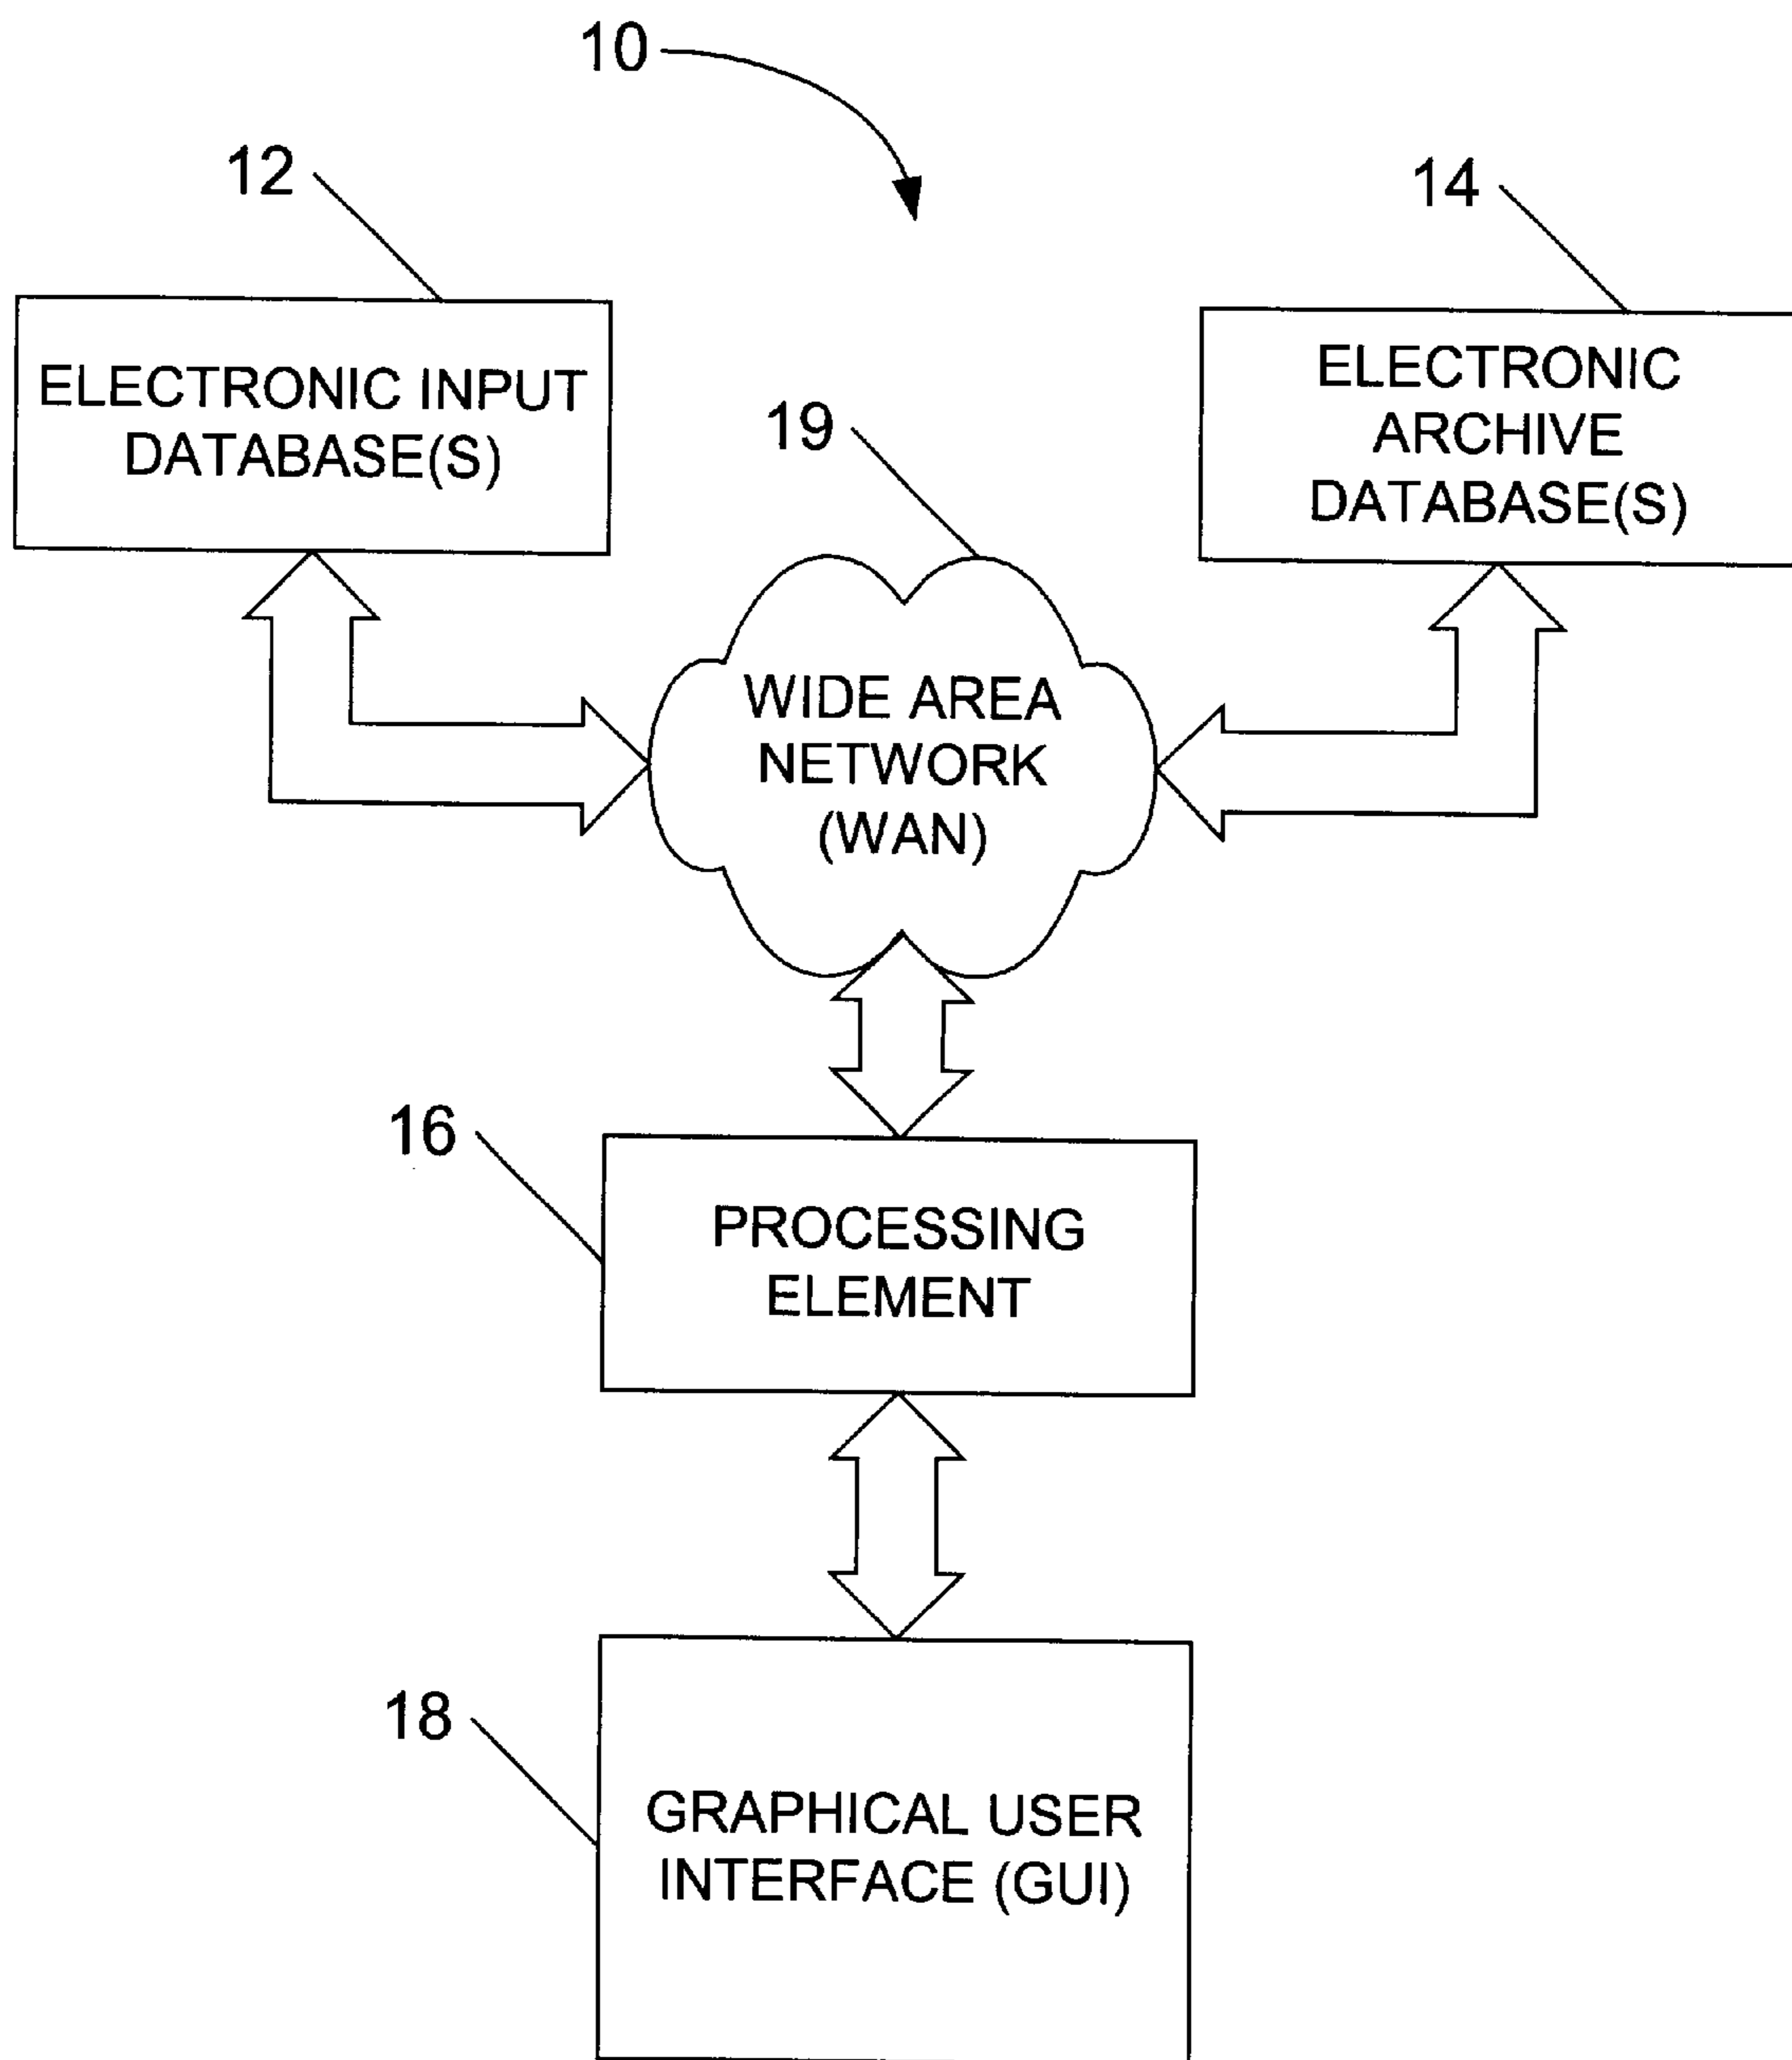 10
12
14
ELECTRONIC INPUT
DATABASE(S)
ELECTRONIC
ARCHIVE
DATABASE(S)
19
WIDE AREA
NETWORK
(WAN)
16
PROCESSING
ELEMENT
18
GRAPHICAL USER
INTERFACE (GUI)